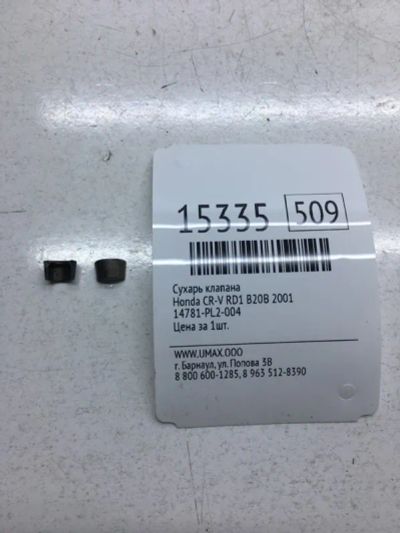 15335 509
Сухарь клапана
Honda CR-V RD1 B20B 2001
14781-PL2-004
Цена за 1шт.
WWW.UMAX.OOO
г. Барнаул, ул. Попова 3В
8 800 600-1285, 8 963 512-8390